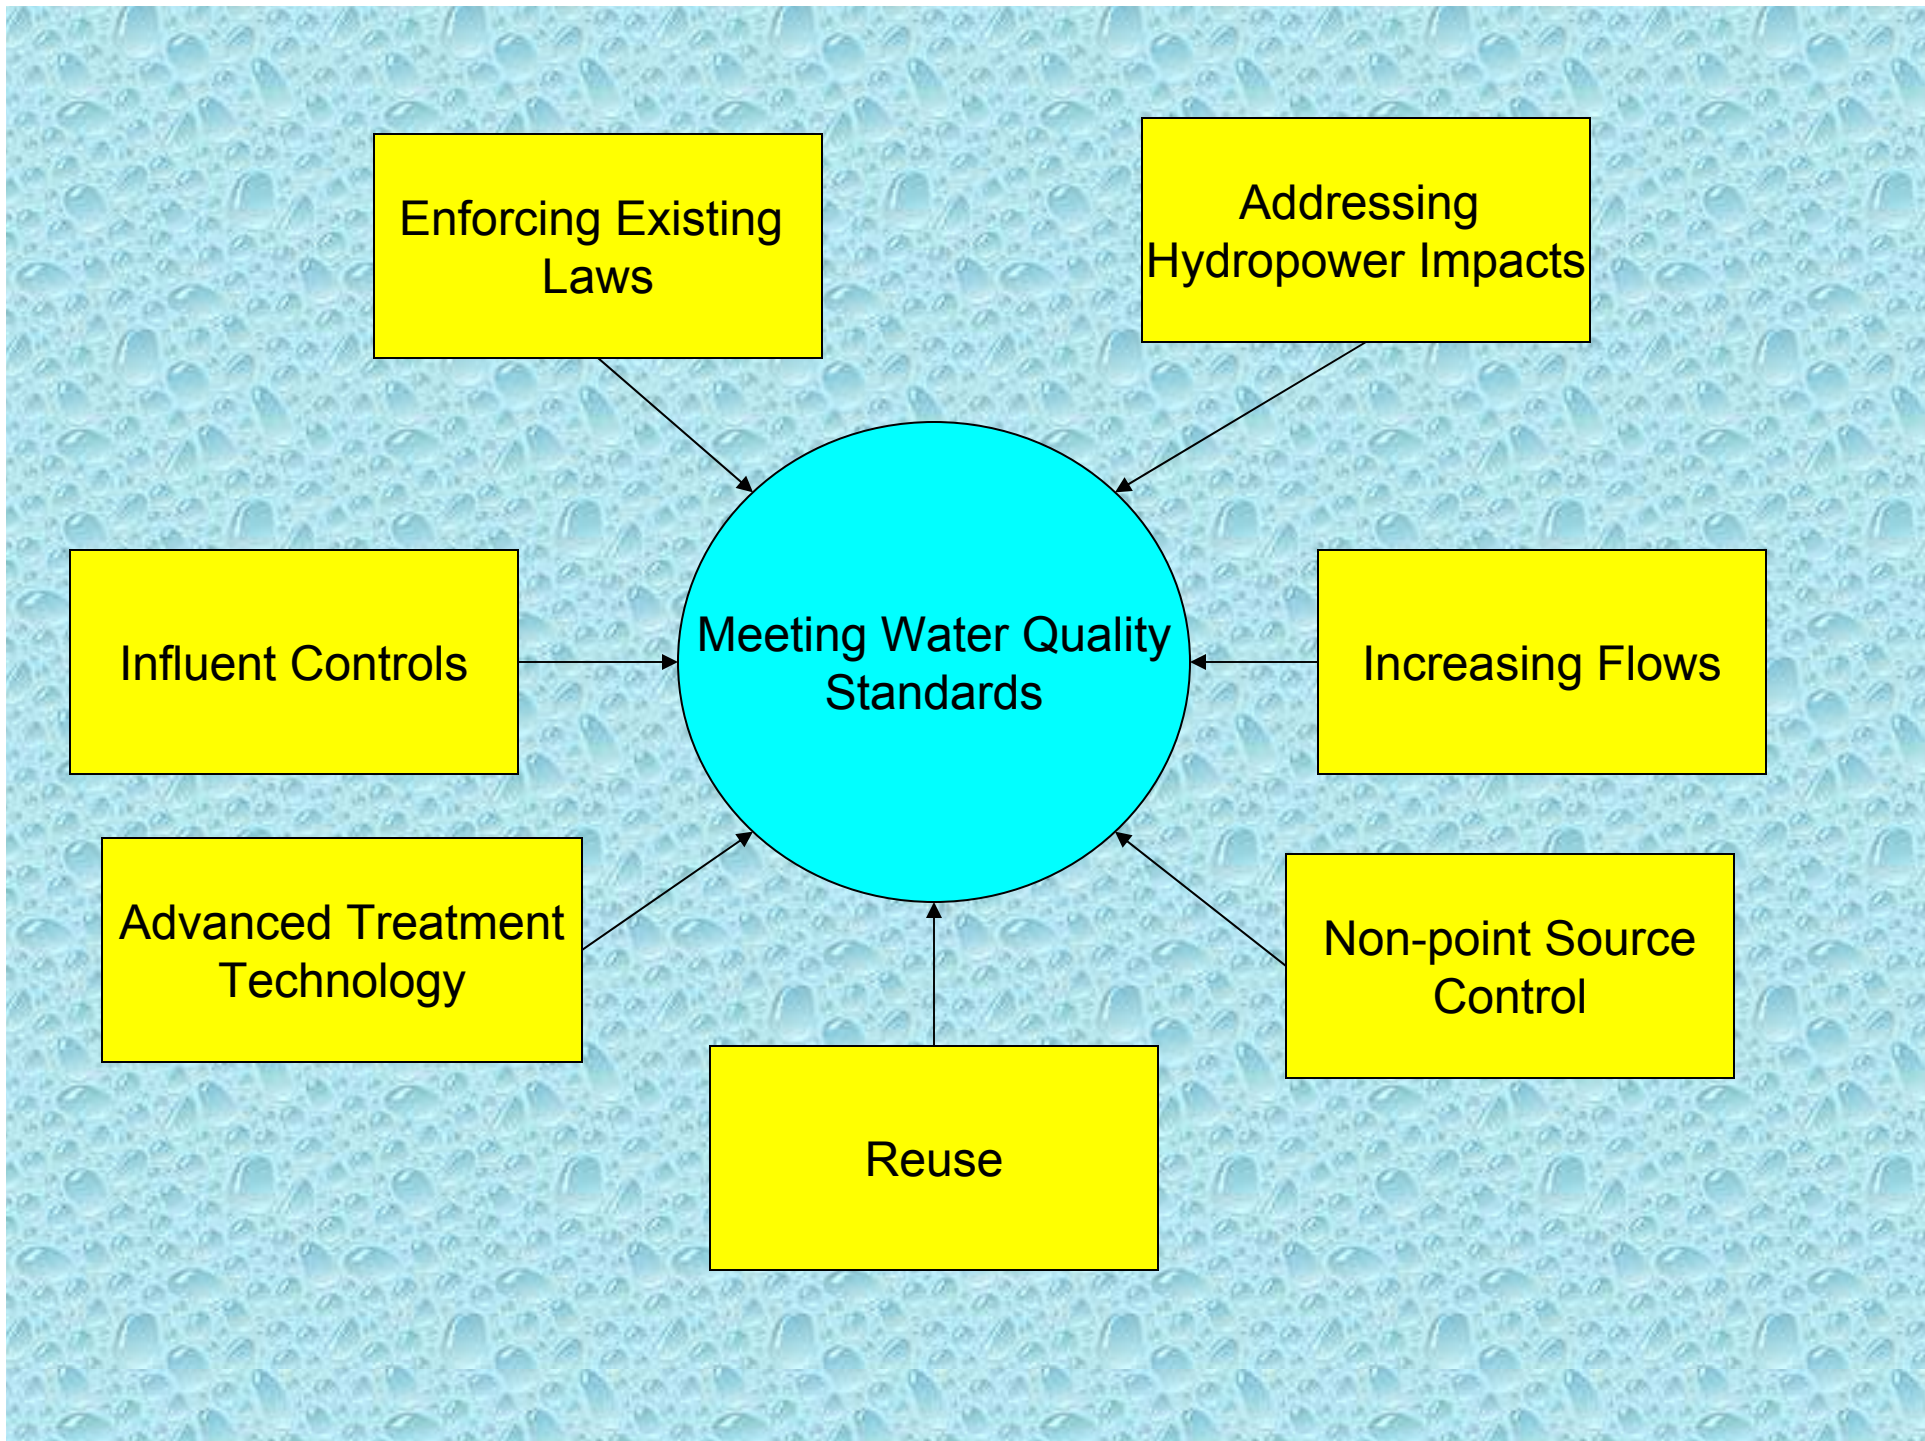 Enforcing Existing
Laws
Addressing
Hydropower Impacts
Influent Controls
Meeting Water Quality
Standards
Increasing Flows
Advanced Treatment
Technology
Non-point Source
Control
Reuse